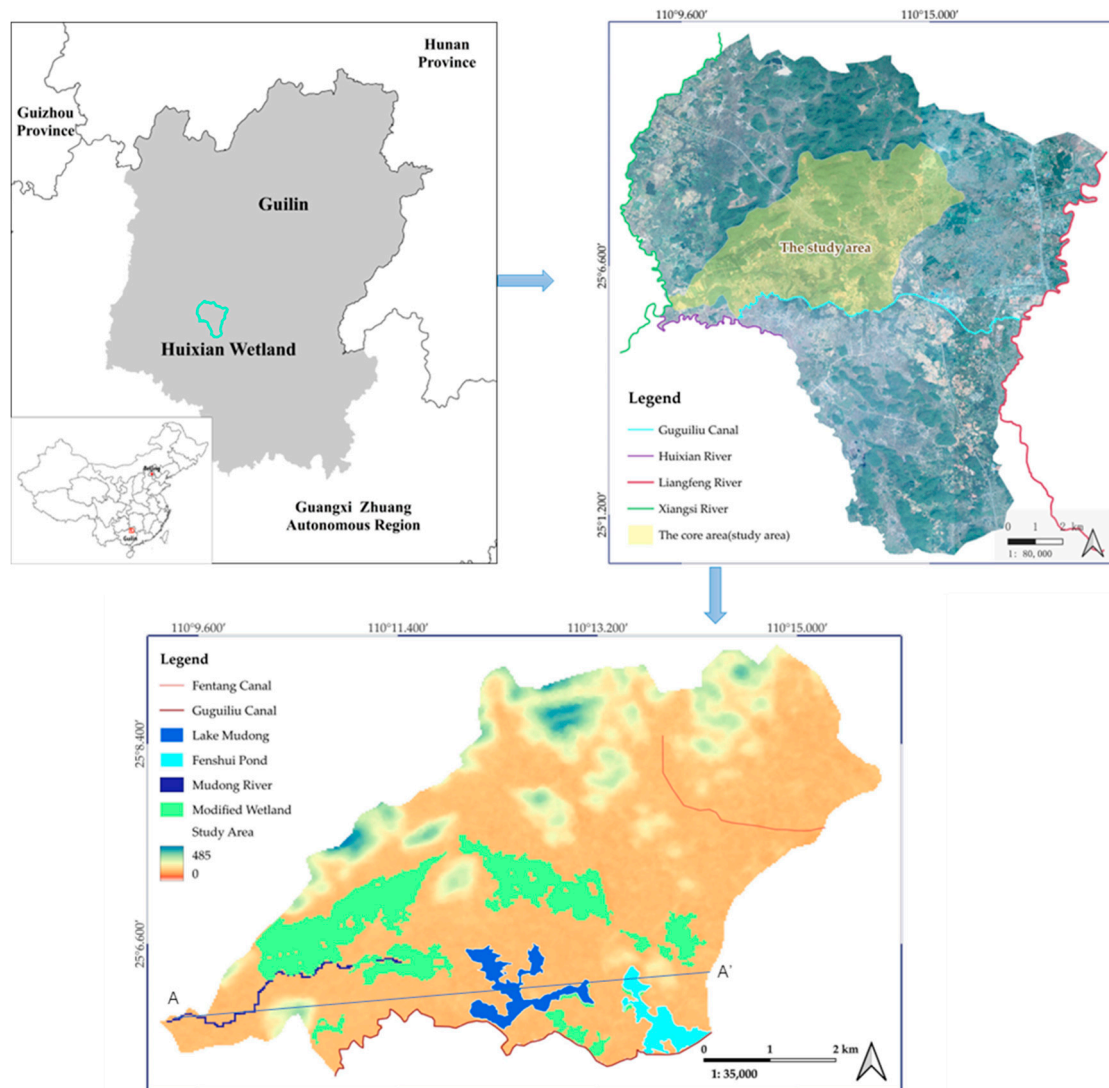 Hunan
Province
Guizhou
Province
Guilin
Huixian Wetland
Guangxi Zhuang
Autonomous Region
Beijing
Guilin
110°9.600'
110°15.000'
25°6.600'
25°1.200'
The study area
Legend
Guguiliu Canal
Huixian River
Liangfeng River
Xiangsi River
The core area(study area)
0 1 2 km
1: 80,000
110°9.600'
110°11.400'
110°13.200'
110°15.000'
25°8.400'
25°6.600'
Legend
Fentang Canal
Guguiliu Canal
Lake Mudong
Fenshui Pond
Mudong River
Modified Wetland
Study Area
485
0
A
A'
0 1 2 km
1: 35,000